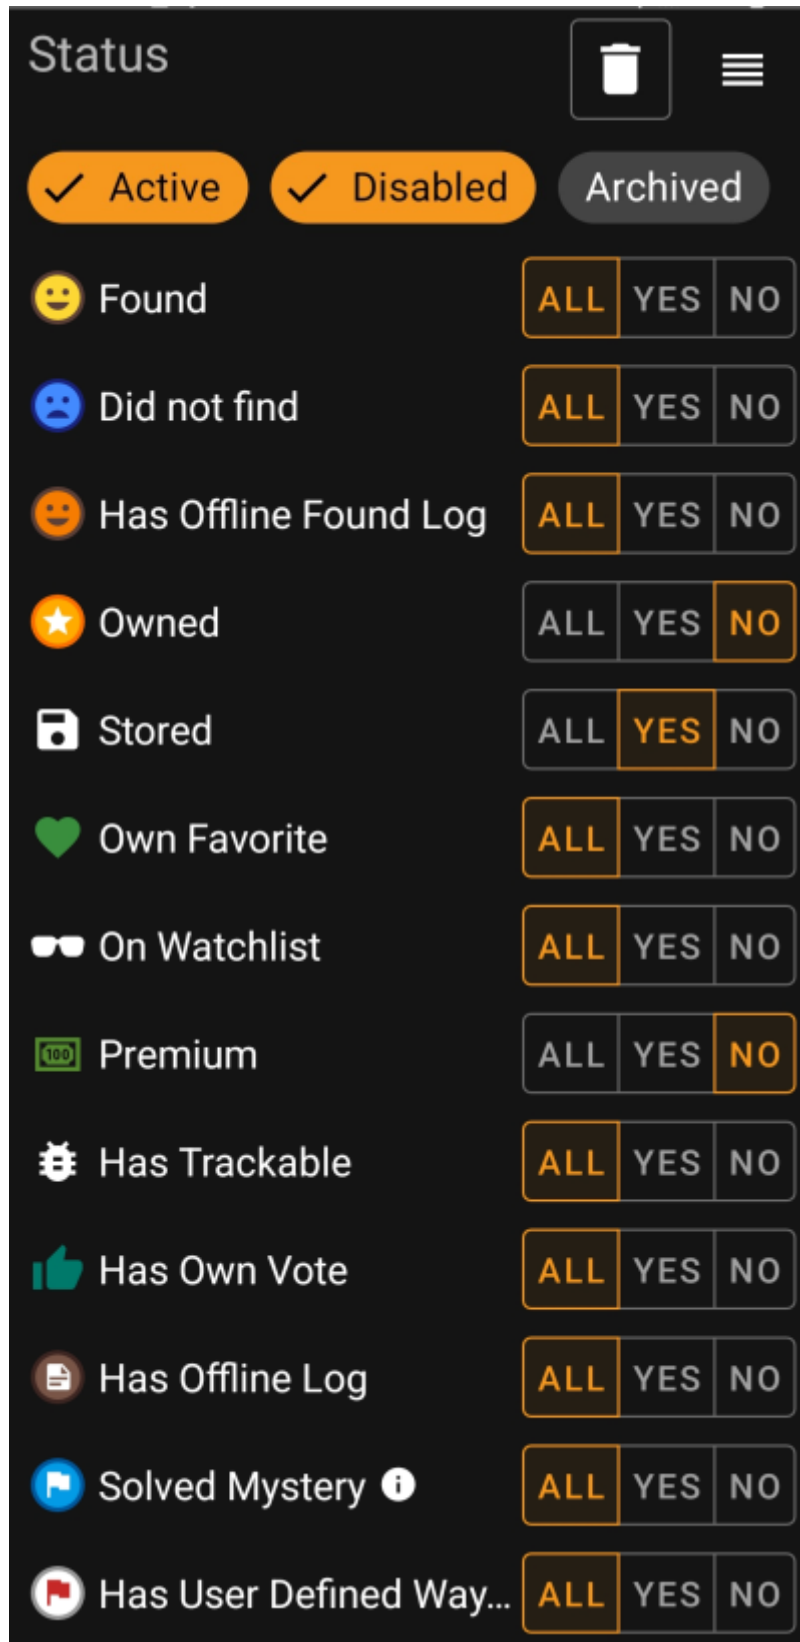 Status
Active Disabled Archived
Found ALL YES NO
Did not find ALL YES NO
Has Offline Found Log ALL YES NO
Owned ALL YES NO
Stored ALL YES NO
Own Favorite ALL YES NO
On Watchlist ALL YES NO
100 Premium ALL YES NO
Has Trackable ALL YES NO
Has Own Vote ALL YES NO
Has Offline Log ALL YES NO
Solved Mystery i ALL YES NO
Has User Defined Way... ALL YES NO